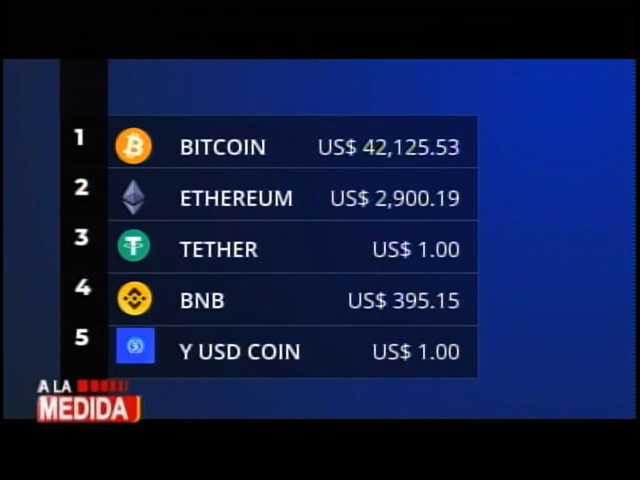 1 BITCOIN US$ 42,125.53
2 ETHEREUM US$ 2,900.19
3 TETHER US$ 1.00
4 BNB US$ 395.15
5 Y USD COIN US$ 1.00
A LA
MEDIDA